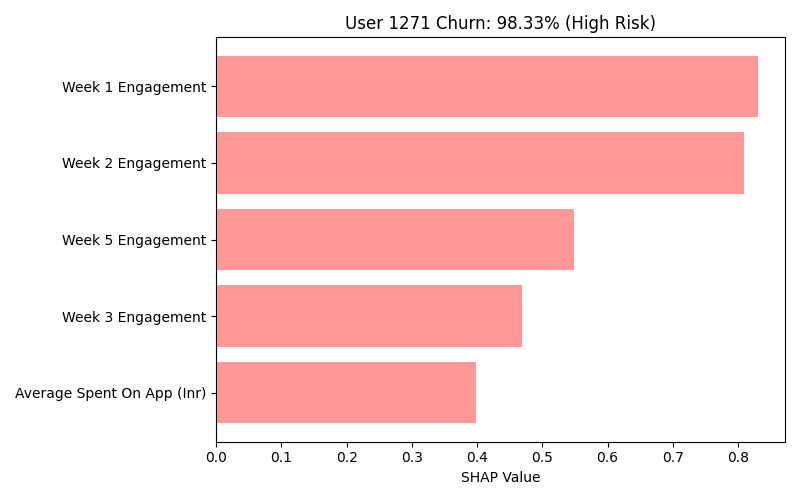 User 1271 Churn: 98.33% (High Risk)
Week 1 Engagement
Week 2 Engagement
Week 5 Engagement
Week 3 Engagement
Average Spent On App (Inr)
0.0 0.1 0.2 0.3 0.4 0.5 0.6 0.7 0.8
SHAP Value